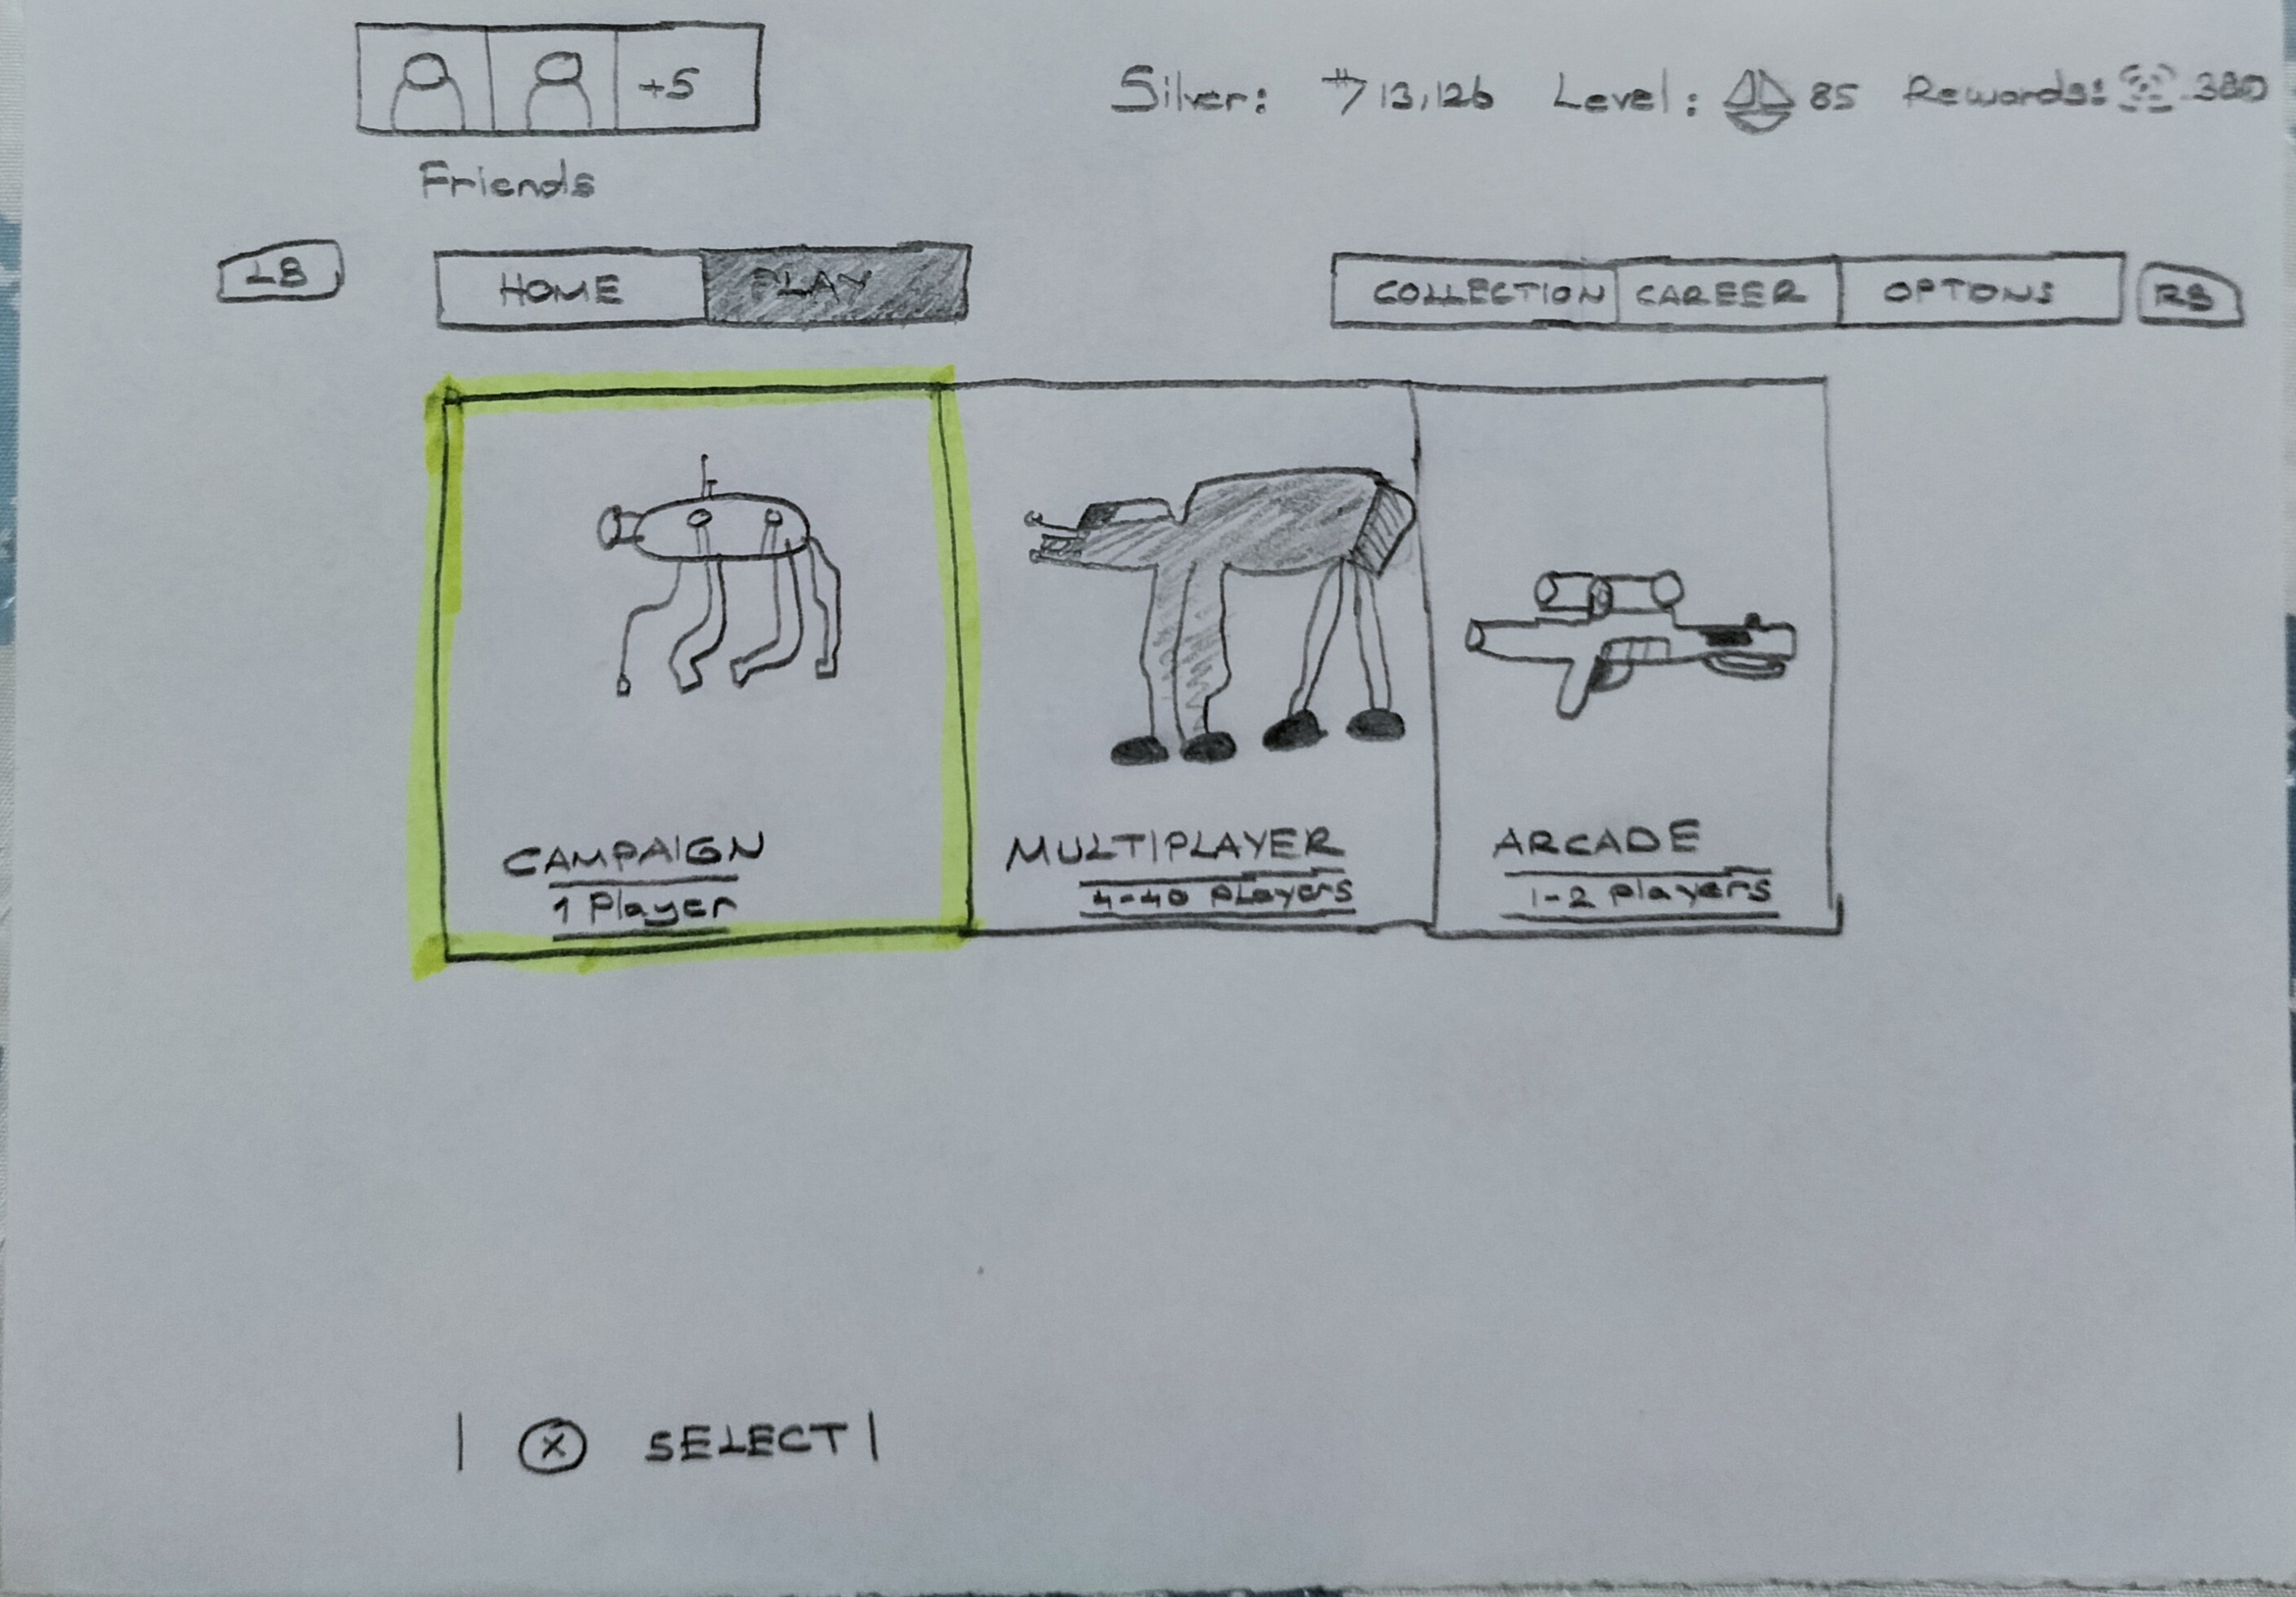 +5
Silver: 13,126 Level: 85 Rewards: 380
Friends
LB HOME PLAY COLLECTION CAREER OPTIONS RB
CAMPAIGN
1 Player
MULTIPLAYER
4-40 Players
ARCADE
1-2 players
X SELECT